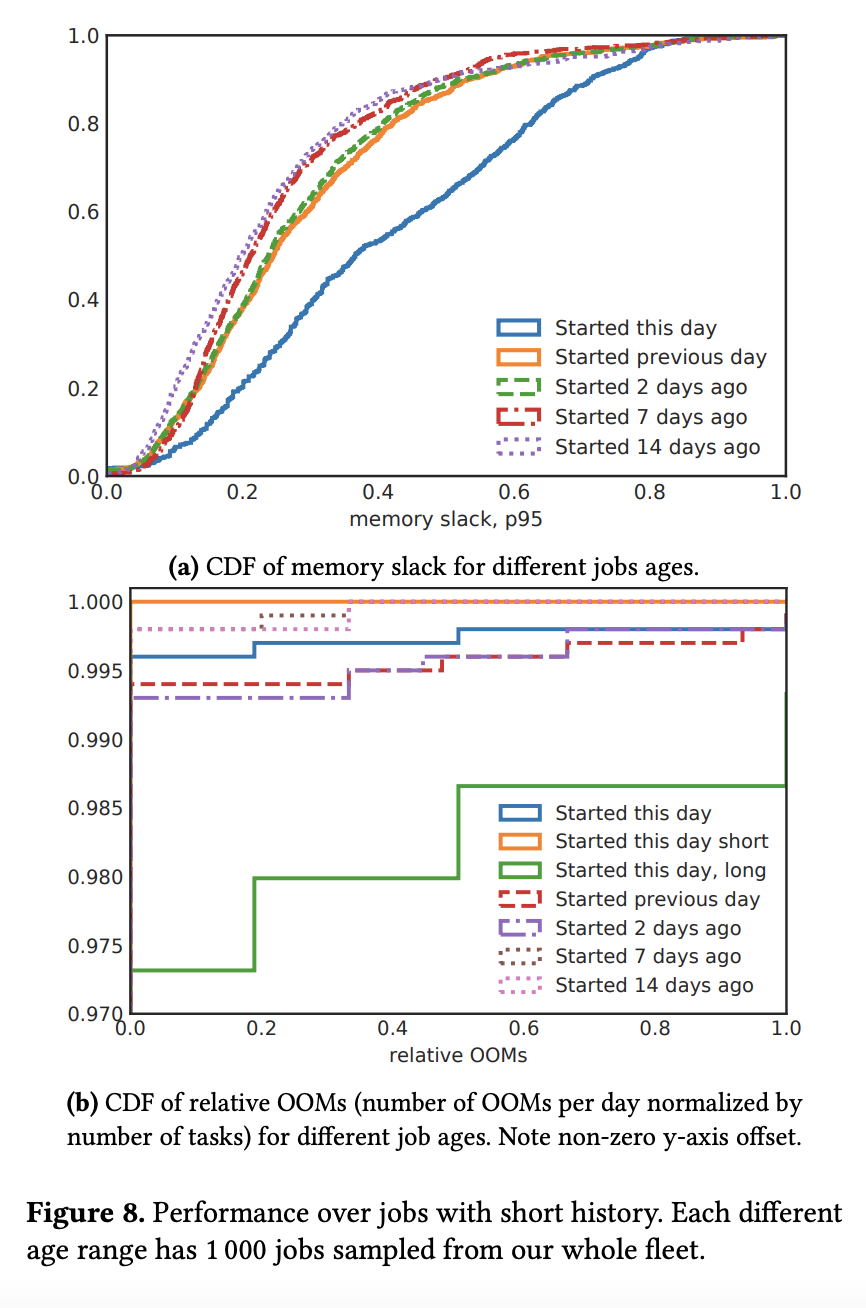 1.0
0.8
0.6
0.4
0.2
0.0
Started this day
Started previous day
Started 2 days ago
Started 7 days ago
Started 14 days ago
0.0 0.2 0.4 0.6 0.8 1.0
memory slack, p95
(a) CDF of memory slack for different jobs ages.
1.000
0.995
0.990
0.985
0.980
0.975
0.970
Started this day
Started this day short
Started this day, long
Started previous day
Started 2 days ago
Started 7 days ago
Started 14 days ago
0.0 0.2 0.4 0.6 0.8 1.0
relative OOMs
(b) CDF of relative OOMs (number of OOMs per day normalized by
number of tasks) for different job ages. Note non-zero y-axis offset.
Figure 8. Performance over jobs with short history. Each different
age range has 1 000 jobs sampled from our whole fleet.